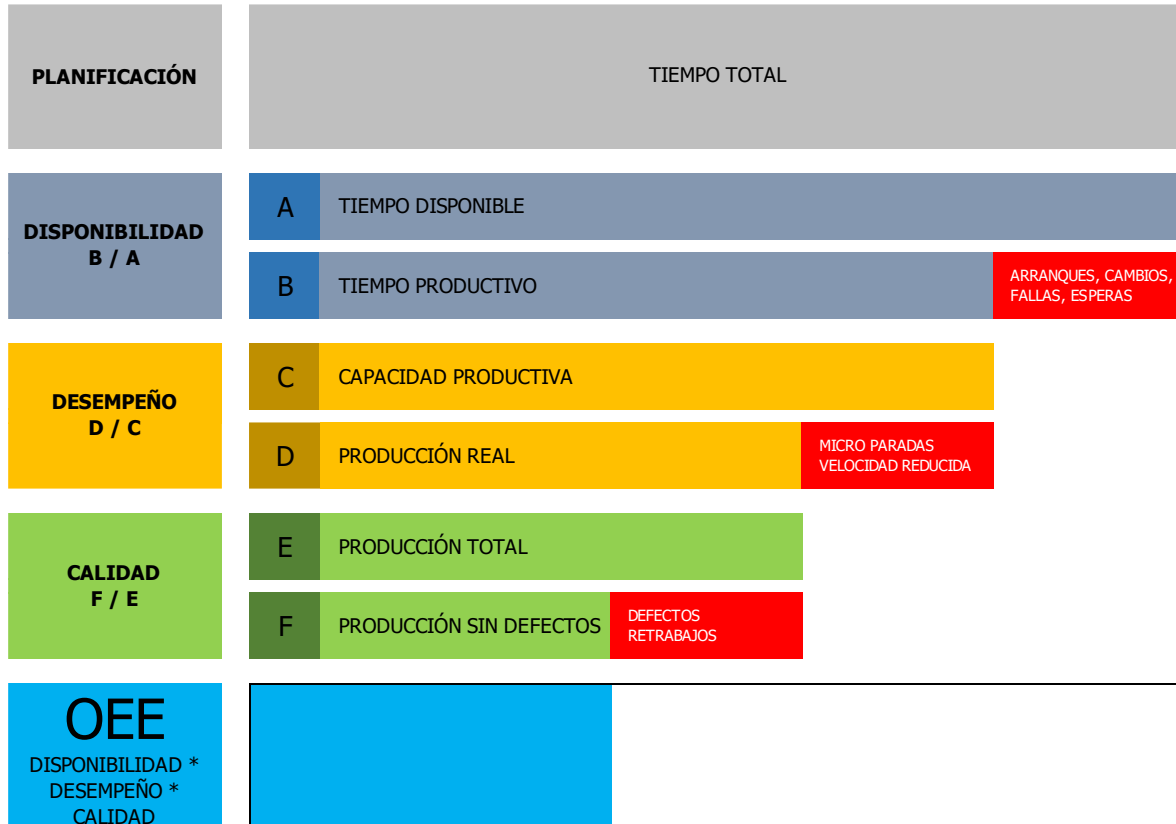 PLANIFICACIÓN
TIEMPO TOTAL
DISPONIBILIDAD
B / A
A
TIEMPO DISPONIBLE
B
TIEMPO PRODUCTIVO
ARRANQUES, CAMBIOS,
FALLAS, ESPERAS
DESEMPEÑO
D / C
C
CAPACIDAD PRODUCTIVA
D
PRODUCCIÓN REAL
MICRO PARADAS
VELOCIDAD REDUCIDA
CALIDAD
F / E
E
PRODUCCIÓN TOTAL
F
PRODUCCIÓN SIN DEFECTOS
DEFECTOS
RETRABAJOS
OEE
DISPONIBILIDAD *
DESEMPEÑO *
CALIDAD